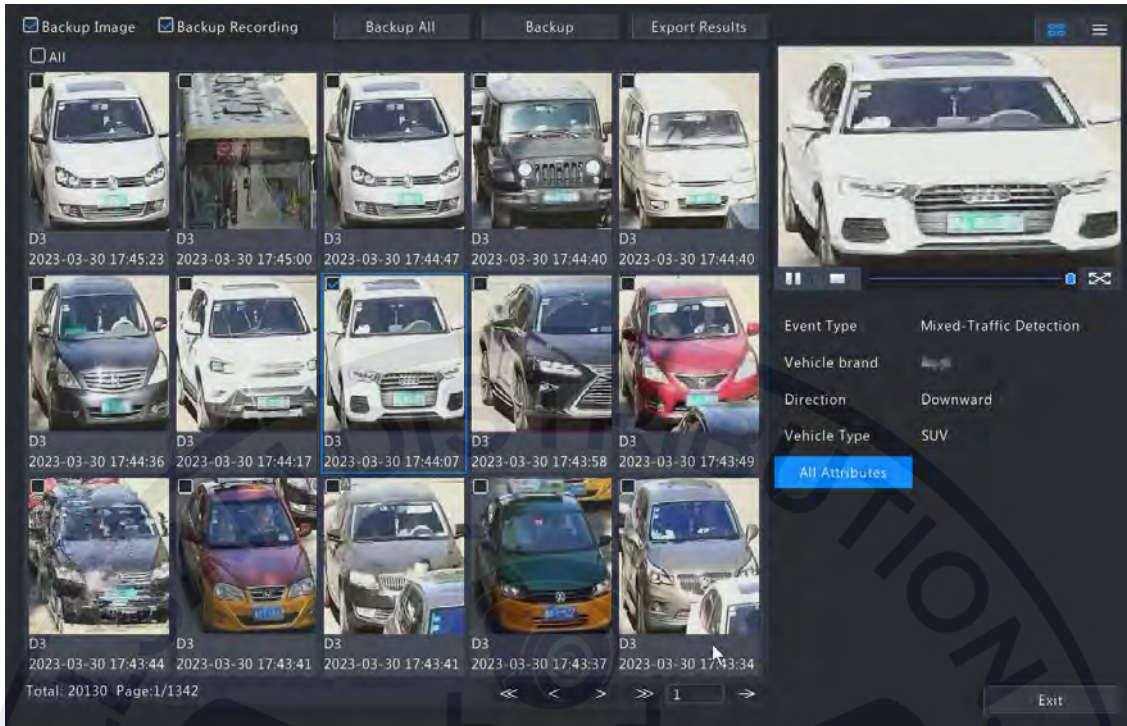 Backup Image Backup Recording Backup All Backup Export Results
All
D3 D3 D3 D3 D3
2023-03-30 17:45:23 2023-03-30 17:45:00 2023-03-30 17:44:47 2023-03-30 17:44:40 2023-03-30 17:44:40
D3 D3 D3 D3 D3
2023-03-30 17:44:36 2023-03-30 17:44:17 2023-03-30 17:44:07 2023-03-30 17:43:58 2023-03-30 17:43:49
D3 D3 D3 D3 D3
2023-03-30 17:43:44 2023-03-30 17:43:41 2023-03-30 17:43:41 2023-03-30 17:43:37 2023-03-30 17:43:34
Total: 20130 Page:1/1342
1
Event Type Mixed-Traffic Detection
Vehicle brand
Direction Downward
Vehicle Type SUV
All Attributes
Exit